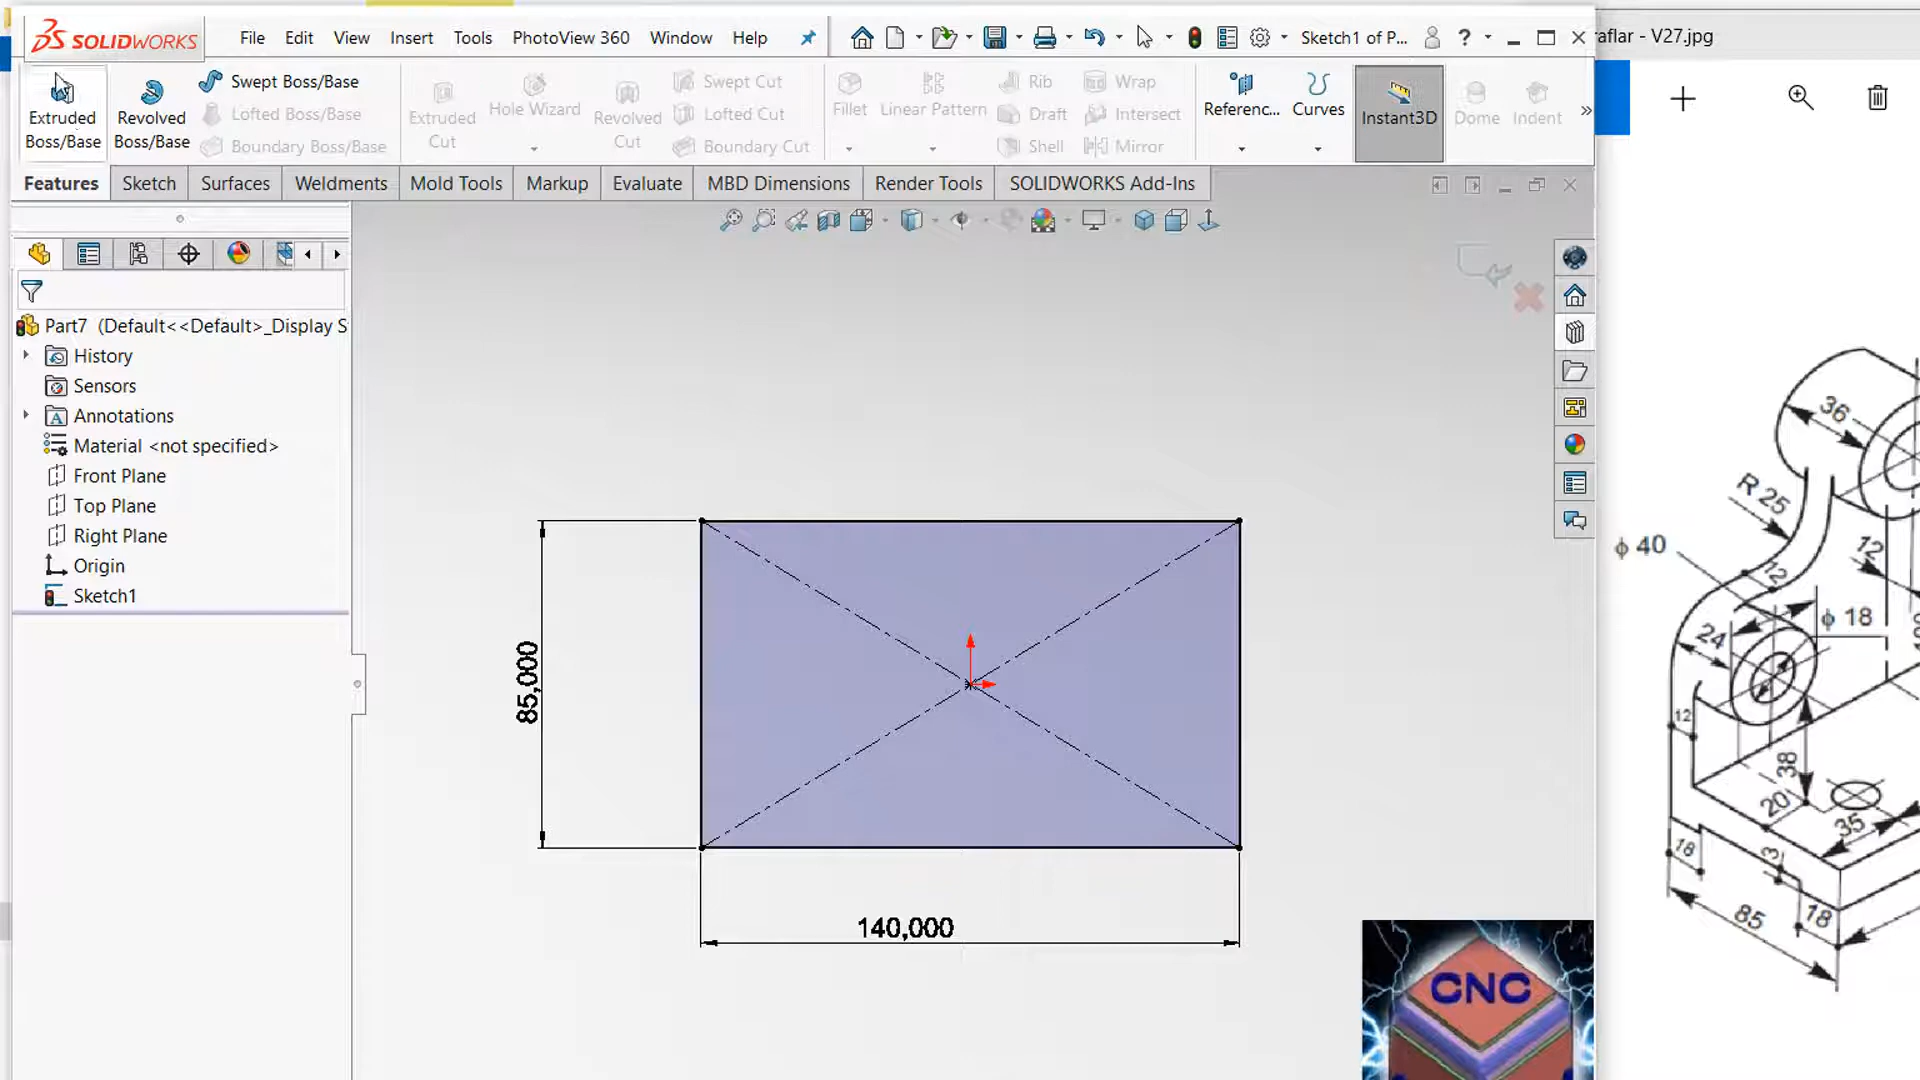 SOLIDWORKS
File Edit View Insert Tools PhotoView 360 Window Help
Sketch1 of P...
?
aflar - V27.jpg
Extruded Boss/Base
Revolved Boss/Base
Swept Boss/Base
Lofted Boss/Base
Boundary Boss/Base
Extruded Cut
Hole Wizard
Revolved Cut
Swept Cut
Lofted Cut
Boundary Cut
Fillet
Linear Pattern
Rib
Draft
Shell
Wrap
Intersect
Mirror
Referenc...
Curves
Instant3D
Dome
Indent
»
Features Sketch Surfaces Weldments Mold Tools Markup Evaluate MBD Dimensions Render Tools SOLIDWORKS Add-Ins
Part7 (Default<<Default>_Display S
History
Sensors
Annotations
Material <not specified>
Front Plane
Top Plane
Right Plane
Origin
Sketch1
85,000
140,000
CNC
36
R 25
ϕ 40
12
12
ϕ 18
24
12
38
20
35
18
3
85
18